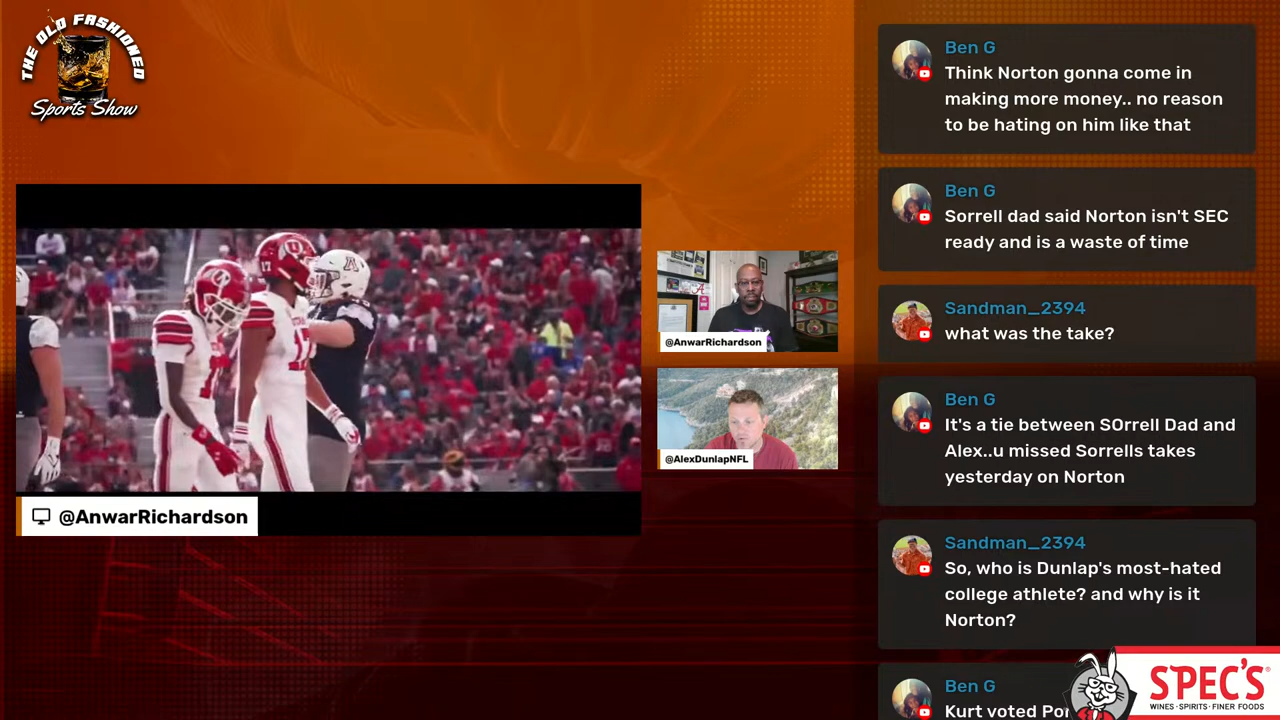 THE OLD FASHIONED
Sports Show
@AnwarRichardson
@AlexDunlapNFL
@AnwarRichardson
Ben G
Think Norton gonna come in
making more money.. no reason
to be hating on him like that
Ben G
Sorrell dad said Norton isn't SEC
ready and is a waste of time
Sandman_2394
what was the take?
Ben G
It's a tie between SOrrell Dad and
Alex..u missed Sorrells takes
yesterday on Norton
Sandman_2394
So, who is Dunlap's most-hated
college athlete? and why is it
Norton?
Ben G
Kurt voted
SPEC'S
WINES · SPIRITS · FINER FOODS
17
U
A